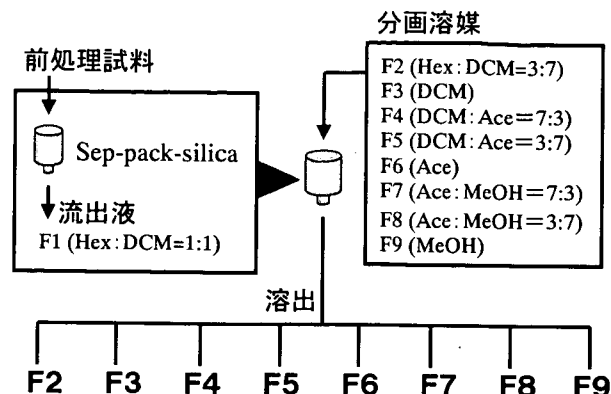 前処理試料
Sep-pack-silica
流出液
F1 (Hex:DCM=1:1)
分画溶媒
F2 (Hex:DCM=3:7)
F3 (DCM)
F4 (DCM:Ace=7:3)
F5 (DCM:Ace=3:7)
F6 (Ace)
F7 (Ace:MeOH=7:3)
F8 (Ace:MeOH=3:7)
F9 (MeOH)
溶出
F2 F3 F4 F5 F6 F7 F8 F9